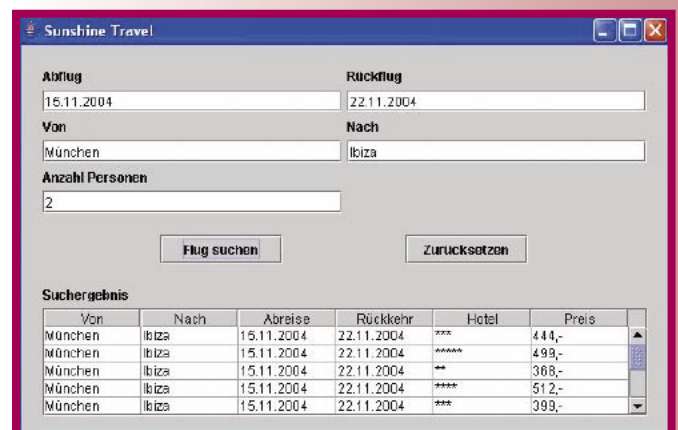 Sunshine Travel
Abflug Rückflug
15.11.2004 22.11.2004
Von Nach
München Ibiza
Anzahl Personen
2
Flug suchen Zurücksetzen
Suchergebnis
Von Nach Abreise Rückkehr Hotel Preis
München Ibiza 15.11.2004 22.11.2004 *** 444,-
München Ibiza 15.11.2004 22.11.2004 ***** 499,-
München Ibiza 15.11.2004 22.11.2004 ** 368,-
München Ibiza 15.11.2004 22.11.2004 **** 512,-
München Ibiza 15.11.2004 22.11.2004 *** 399,-